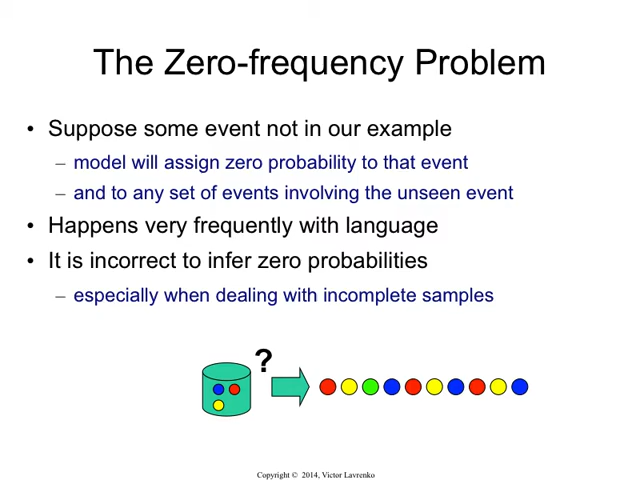 The Zero-frequency Problem
• Suppose some event not in our example
– model will assign zero probability to that event
– and to any set of events involving the unseen event
• Happens very frequently with language
• It is incorrect to infer zero probabilities
– especially when dealing with incomplete samples
?
Copyright © 2014, Victor Lavrenko